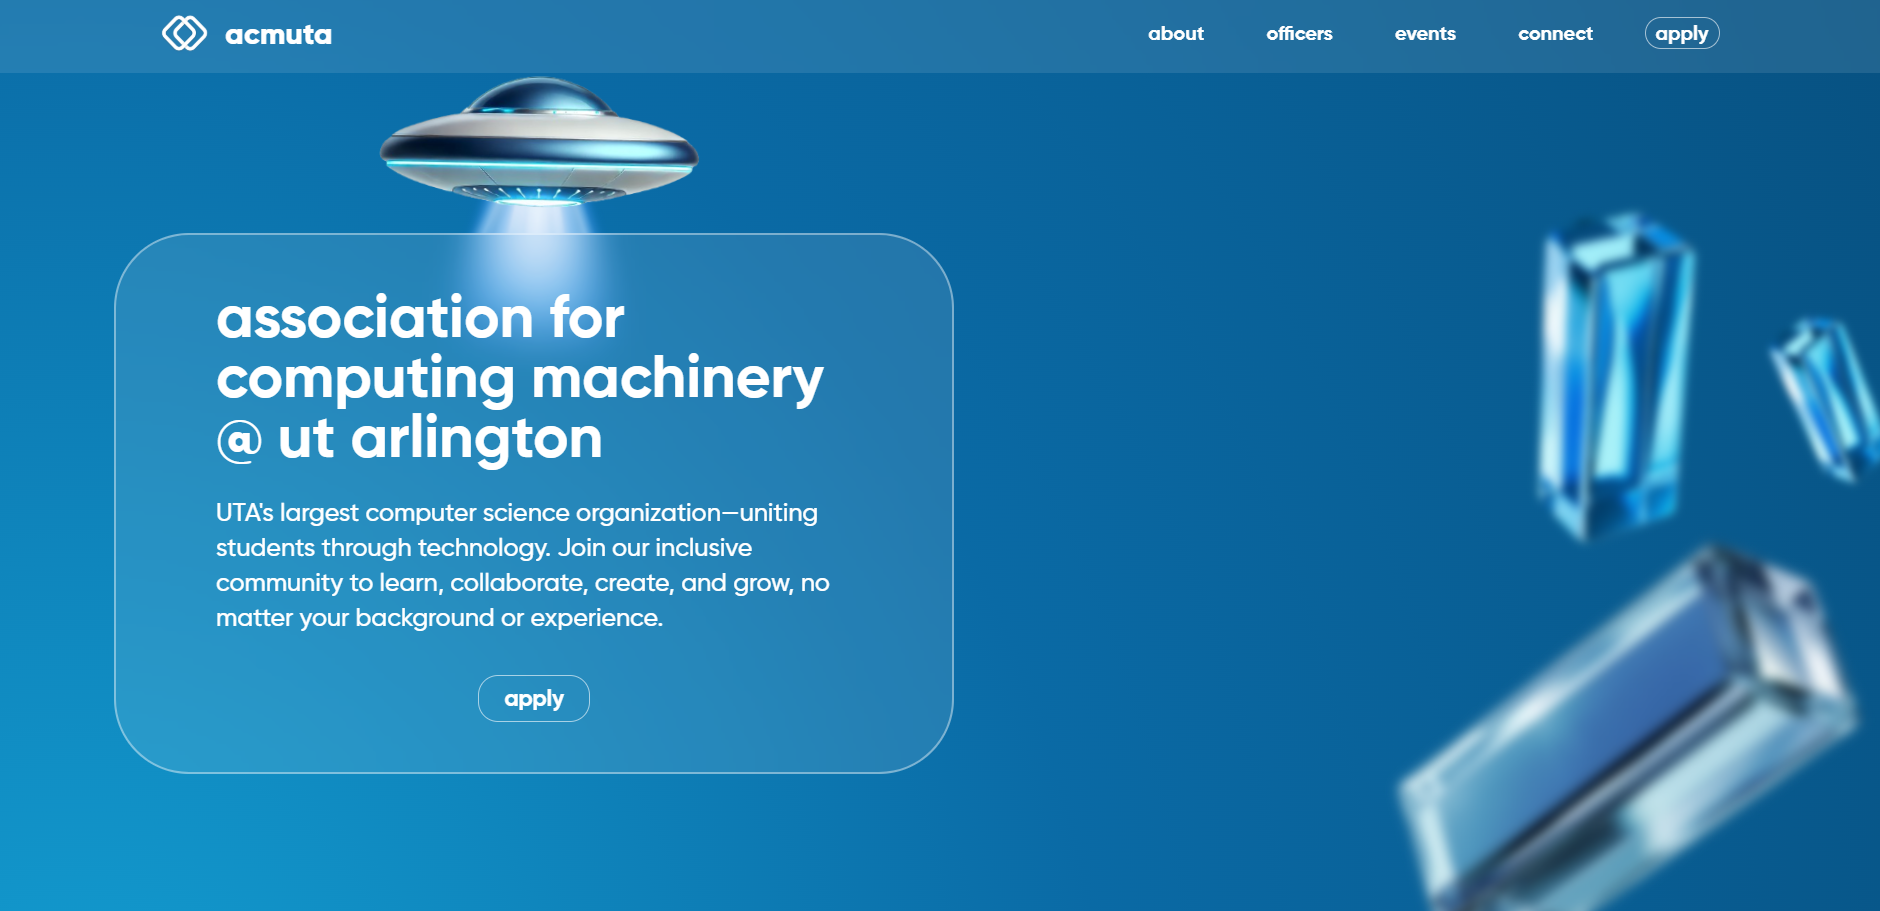 acmuta
about
officers
events
connect
apply
association for
computing machinery
@ ut arlington
UTA's largest computer science organization—uniting
students through technology. Join our inclusive
community to learn, collaborate, create, and grow, no
matter your background or experience.
apply